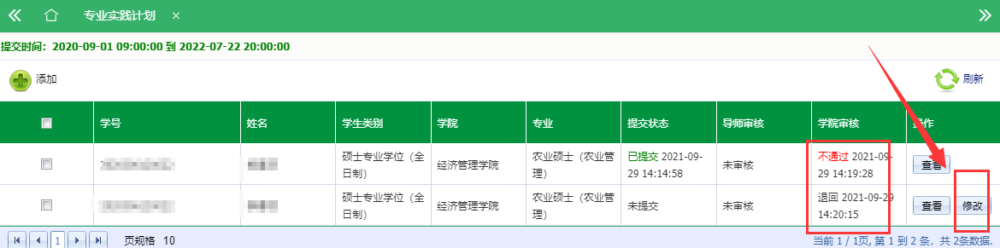 专业实践计划
提交时间：2020-09-01 09:00:00 到 2022-07-22 20:00:00
添加
刷新
学号 姓名 学生类别 学院 专业 提交状态 导师审核 学院审核 操作
硕士专业学位（全日制） 经济管理学院 农业硕士（农业管理） 已提交 2021-09-29 14:14:58 未审核 不通过 2021-09-29 14:19:28 查看
硕士专业学位（全日制） 经济管理学院 农业硕士（农业管理） 未提交 未审核 退回 2021-09-29 14:20:15 查看 修改
1 页规格 10 当前 1 / 1页, 第 1 到 2 条，共 2条数据.